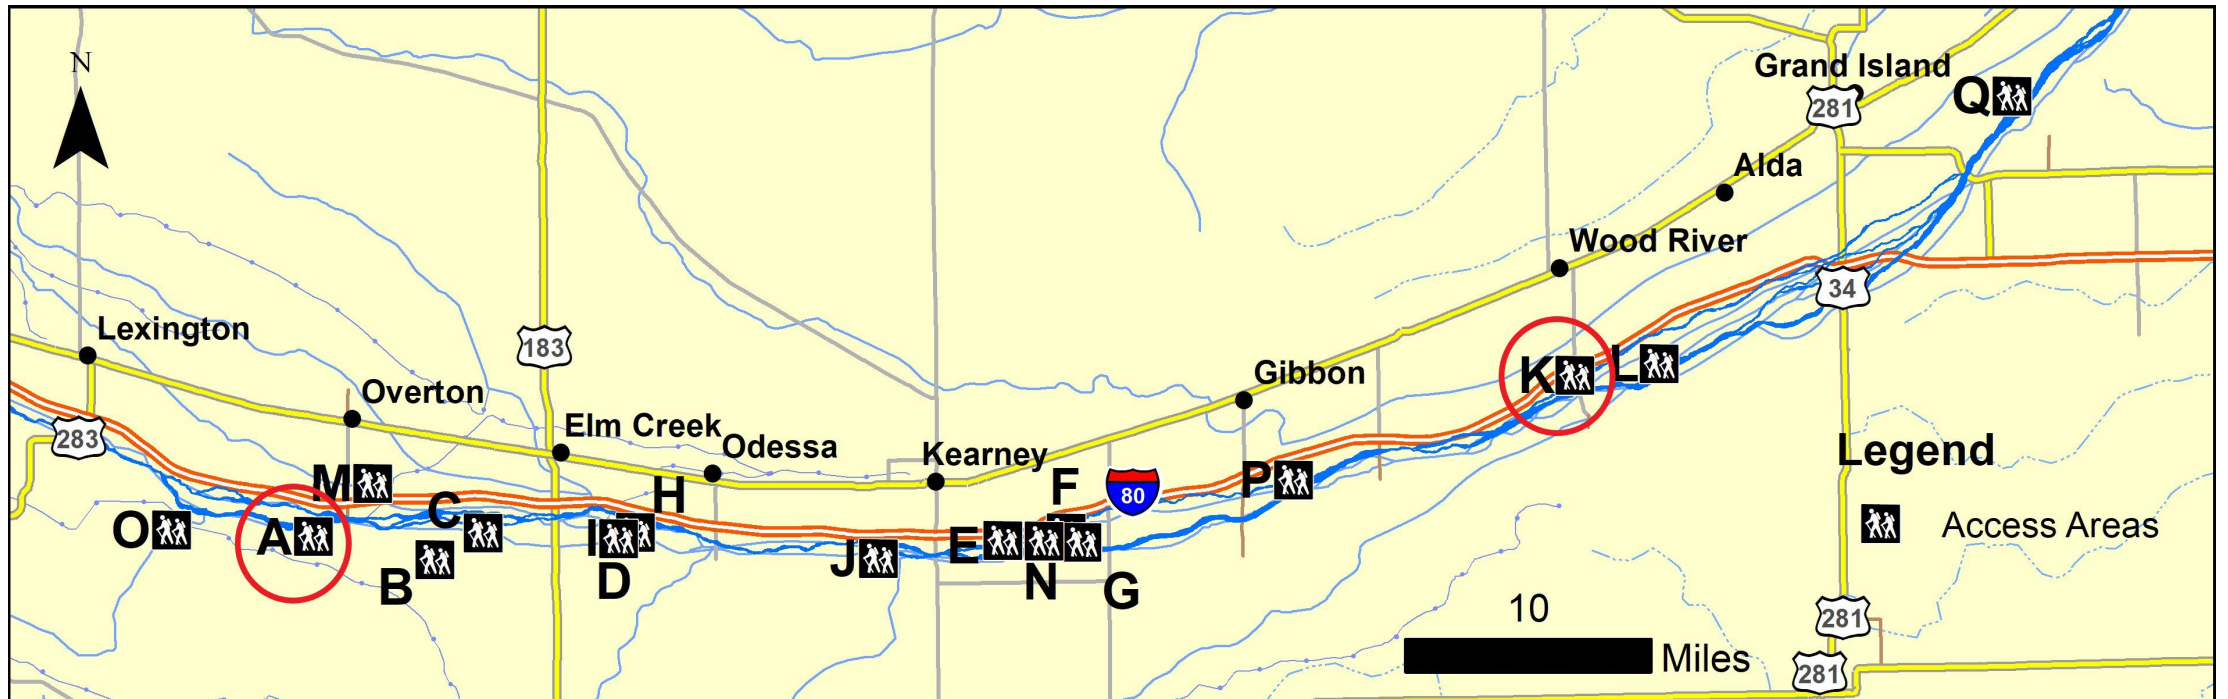 N
Grand Island
281
Q
Alda
Wood River
34
Lexington
183
Gibbon
K
L
Overton
283
Elm Creek
Odessa
Kearney
Legend
M
C
H
F
80
P
O
A
I
J
E
Access Areas
B
D
N
G
10
Miles
281
281